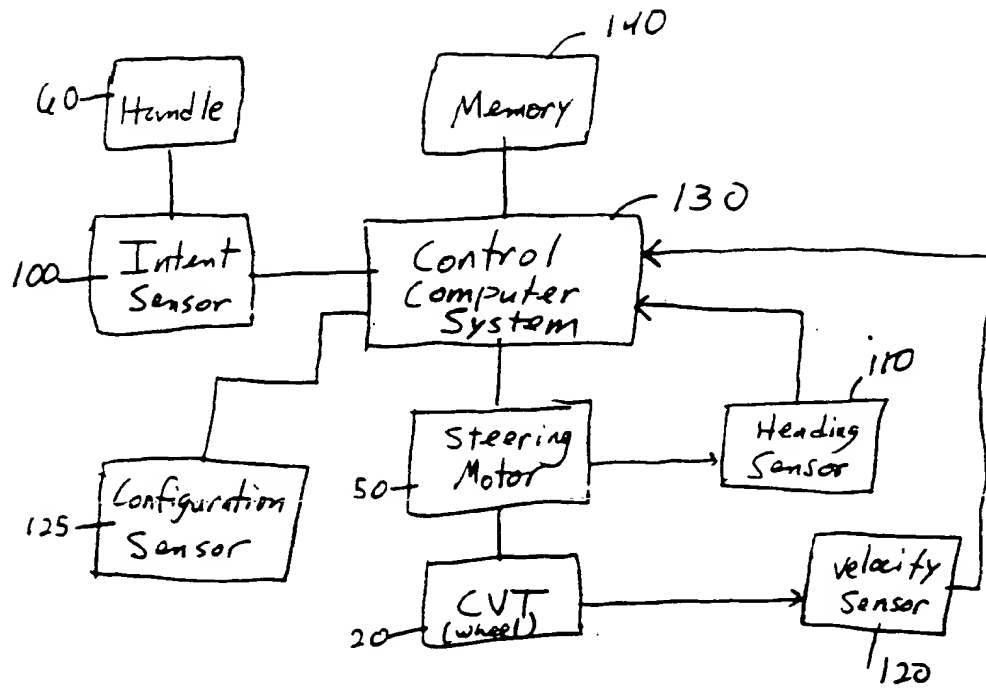 140
60
Handle
Memory
130
100
Intent
Sensor
Control
Computer
System
110
Steering
Motor
Heading
Sensor
50
125
Configuration
Sensor
Velocity
Sensor
20
CVT
(wheel)
120